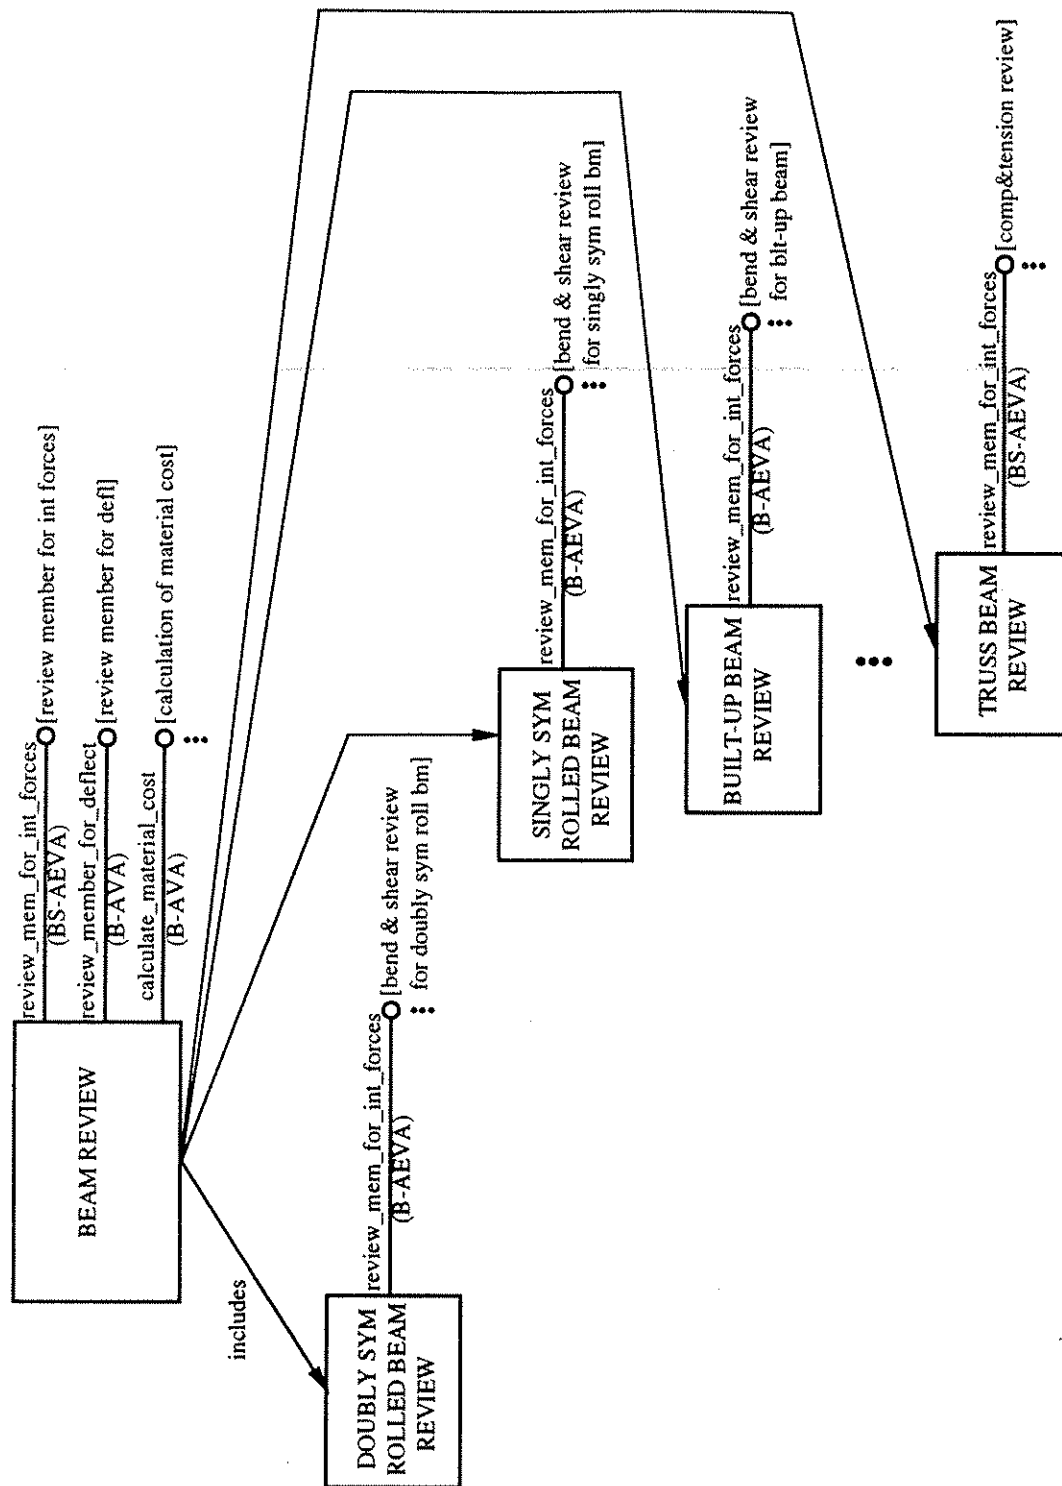 BEAM REVIEW
review_mem_for_int_forces
(BS-AEVA)
[review member for int forces]
review_member_for_deflect
(B-AVA)
[review member for defl]
calculate_material_cost
(B-AVA)
[calculation of material cost]
includes
DOUBLY SYM
ROLLED BEAM
REVIEW
review_mem_for_int_forces
(B-AEVA)
[bend & shear review
for doubly sym roll bm]
SINGLY SYM
ROLLED BEAM
REVIEW
review_mem_for_int_forces
(B-AEVA)
[bend & shear review
for singly sym roll bm]
BUILT-UP BEAM
REVIEW
review_mem_for_int_forces
(B-AEVA)
[bend & shear review
for blt-up beam]
TRUSS BEAM
REVIEW
review_mem_for_int_forces
(BS-AEVA)
[comp&tension review]